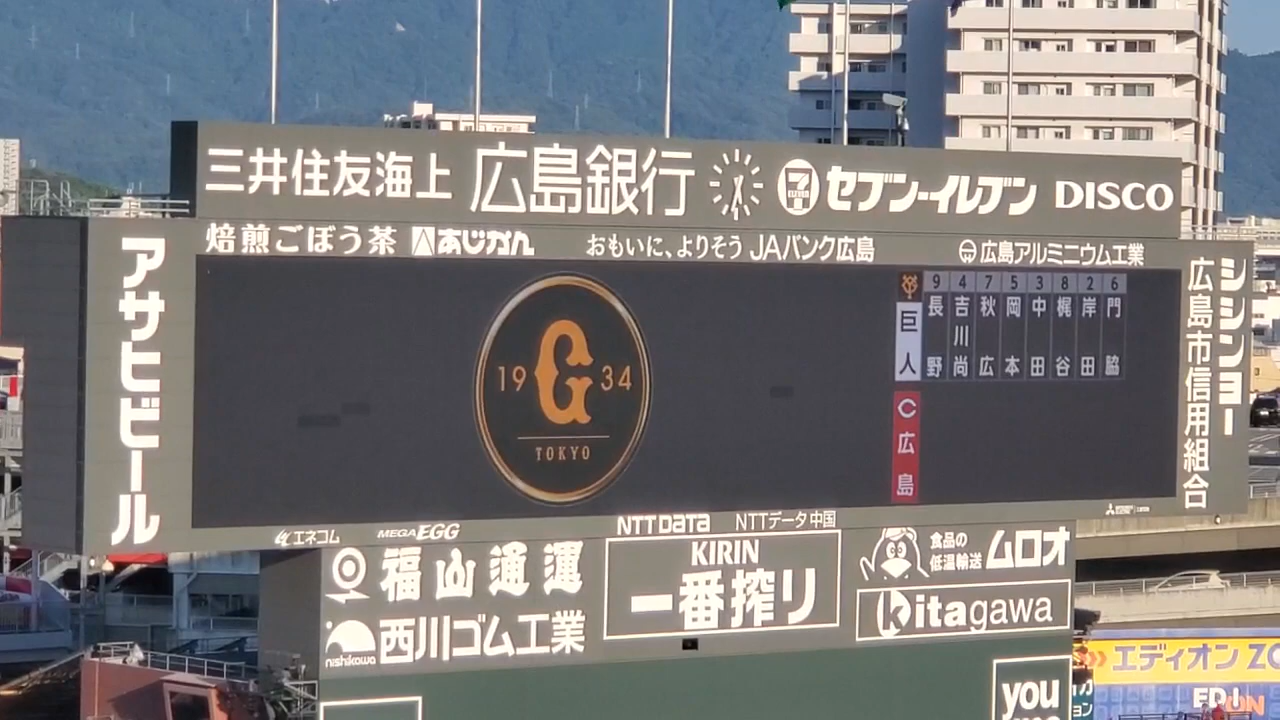 三井住友海上 広島銀行 7 ELEVEN セブン-イレブン DISCO
焙煎ごぼう茶 あじかん おもいに、よりそう JAバンク広島 広島アルミニウム工業
アサヒビール
シシンヨー
広島市信用組合
19 G 34
TOKYO
9 4 7 5 3 8 2 6
巨人 長野 吉川尚 秋広 岡本 中田 梶谷 岸田 門脇
C広島
エネコム MEGA EGG NTT DATA NTTデータ中国
福山通運
西川ゴム工業
nishikawa
KIRIN
一番搾り
食品の
低温輸送 ムロオ
kitagawa
エディオン ZO
you